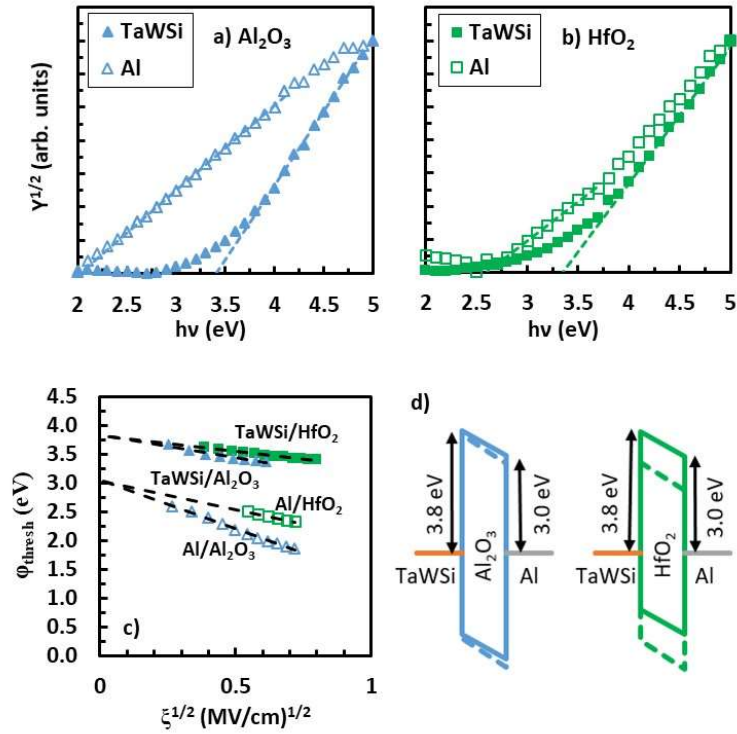 TaWSi
Al
a) Al₂O₃
Y^1/2 (arb. units)
2 2.5 3 3.5 4 4.5 5
hν (eV)
TaWSi
Al
b) HfO₂
2 2.5 3 3.5 4 4.5 5
hν (eV)
4.5
4.0
3.5
3.0
2.5
2.0
1.5
1.0
0.5
0.0
φthresh (eV)
TaWSi/HfO₂
TaWSi/Al₂O₃
Al/HfO₂
Al/Al₂O₃
c)
0 0.5 1
ξ^1/2 (MV/cm)^1/2
d)
3.8 eV
3.0 eV
TaWSi
Al₂O₃
Al
3.8 eV
3.0 eV
TaWSi
HfO₂
Al